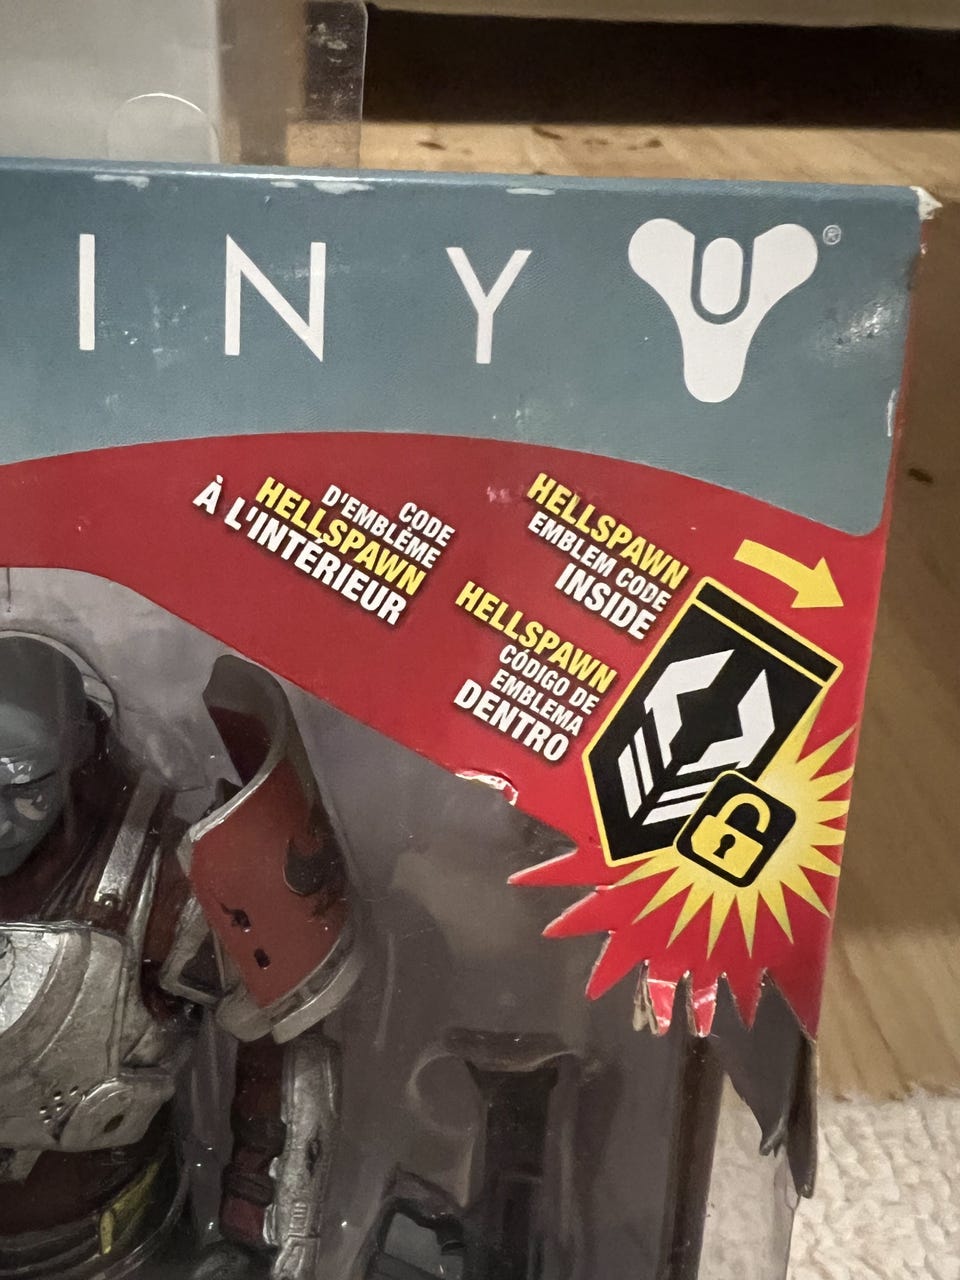 INY ®
CODE
D'EMBLÈME
HELLSPAWN
À L'INTÉRIEUR
HELLSPAWN
EMBLEM CODE
INSIDE
HELLSPAWN
CÓDIGO DE
EMBLEMA
DENTRO